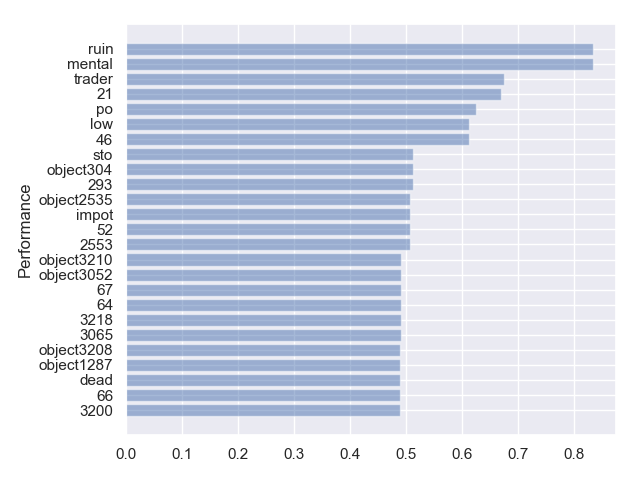 ruin
mental
trader
21
po
low
46
sto
object304
293
object2535
impot
52
2553
object3210
object3052
67
64
3218
3065
object3208
object1287
dead
66
3200
Performance
0.0 0.1 0.2 0.3 0.4 0.5 0.6 0.7 0.8